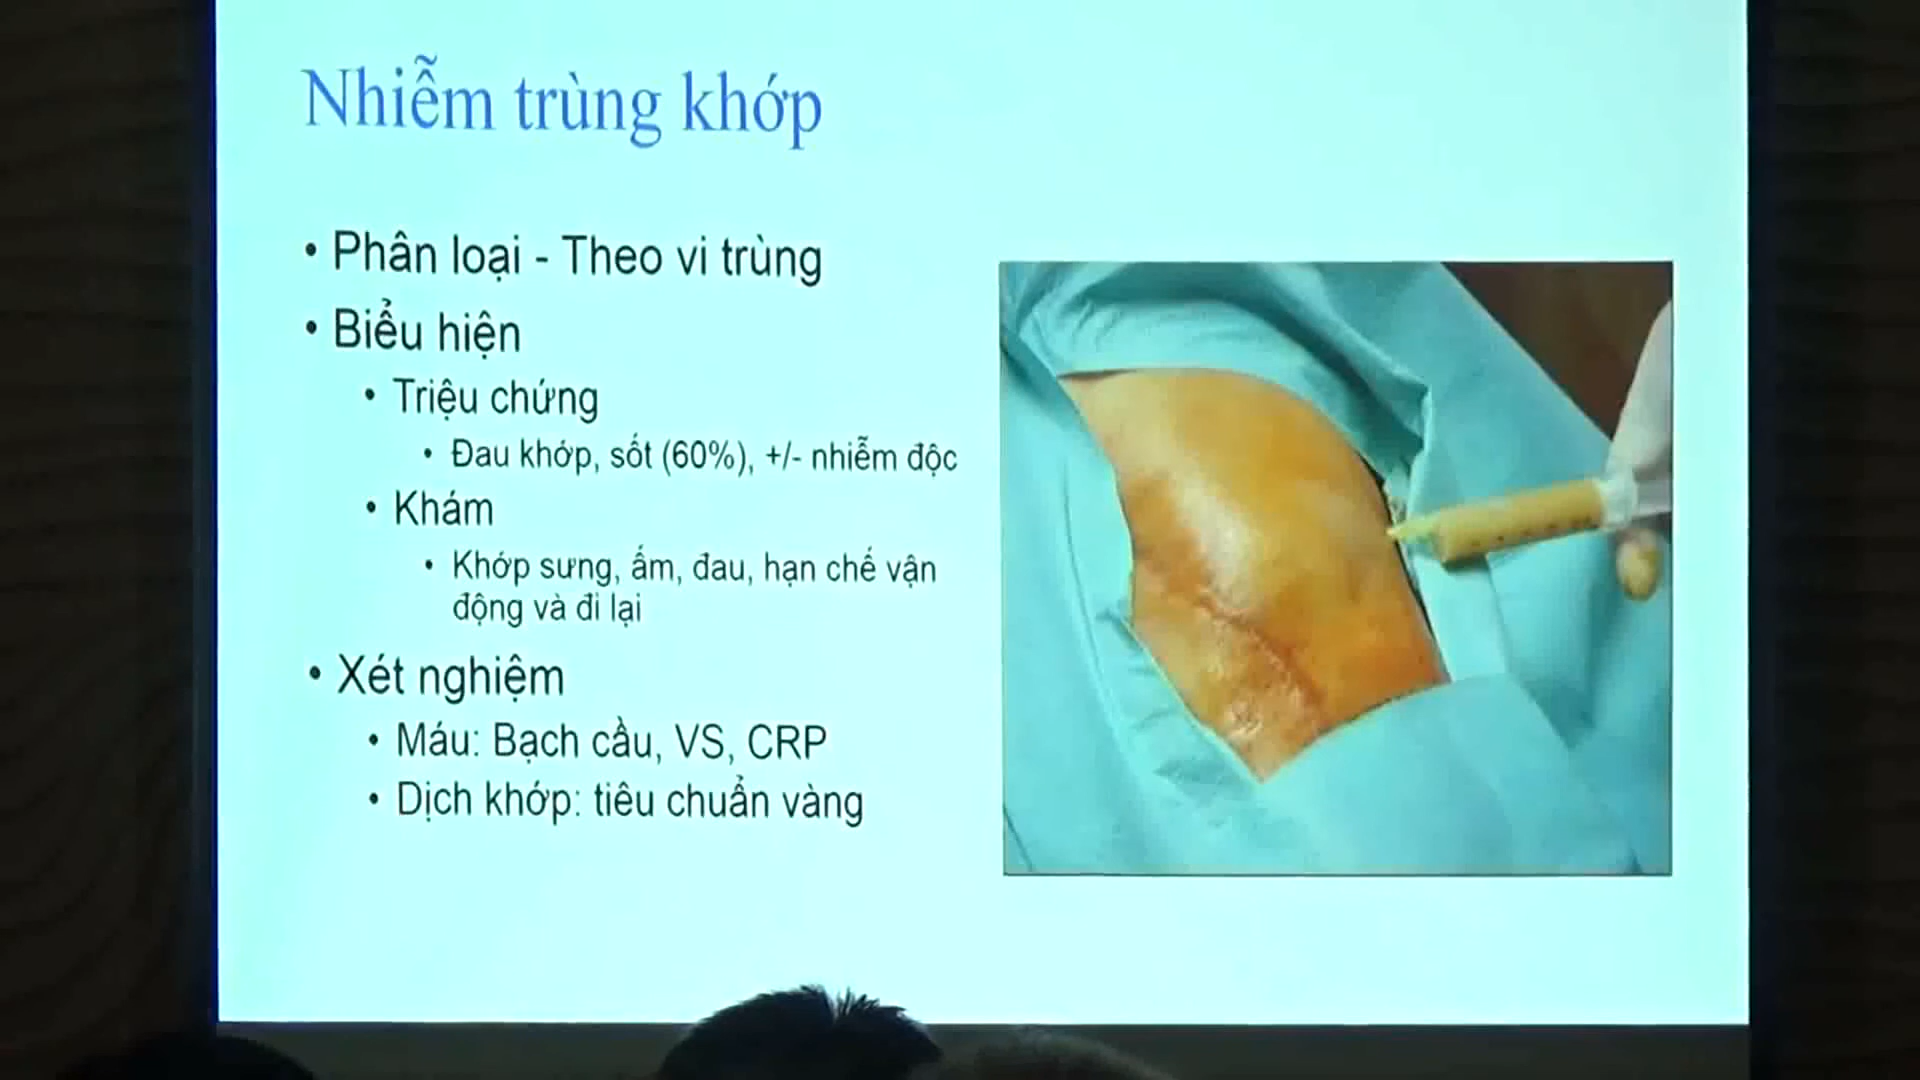 Nhiễm trùng khớp
• Phân loại - Theo vi trùng
• Biểu hiện
• Triệu chứng
• Đau khớp, sốt (60%), +/- nhiễm độc
• Khám
• Khớp sưng, ấm, đau, hạn chế vận
động và đi lại
• Xét nghiệm
• Máu: Bạch cầu, VS, CRP
• Dịch khớp: tiêu chuẩn vàng